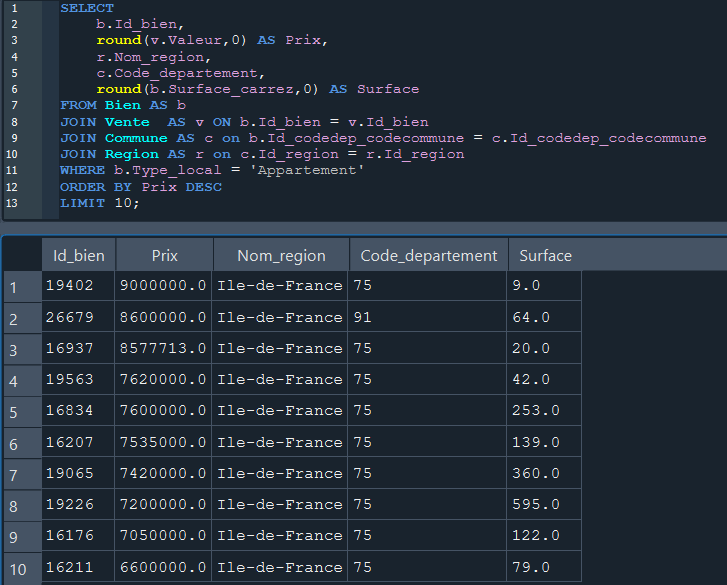 1 SELECT
2 b.Id_bien,
3 round(v.Valeur,0) AS Prix,
4 r.Nom_region,
5 c.Code_departement,
6 round(b.Surface_carrez,0) AS Surface
7 FROM Bien AS b
8 JOIN Vente  AS v ON b.Id_bien = v.Id_bien
9 JOIN Commune AS c on b.Id_codedep_codecommune = c.Id_codedep_codecommune
10 JOIN Region AS r on c.Id_region = r.Id_region
11 WHERE b.Type_local = 'Appartement'
12 ORDER BY Prix DESC
13 LIMIT 10;
Id_bien Prix Nom_region Code_departement Surface
1 19402 9000000.0 Ile-de-France 75 9.0
2 26679 8600000.0 Ile-de-France 91 64.0
3 16937 8577713.0 Ile-de-France 75 20.0
4 19563 7620000.0 Ile-de-France 75 42.0
5 16834 7600000.0 Ile-de-France 75 253.0
6 16207 7535000.0 Ile-de-France 75 139.0
7 19065 7420000.0 Ile-de-France 75 360.0
8 19226 7200000.0 Ile-de-France 75 595.0
9 16176 7050000.0 Ile-de-France 75 122.0
10 16211 6600000.0 Ile-de-France 75 79.0